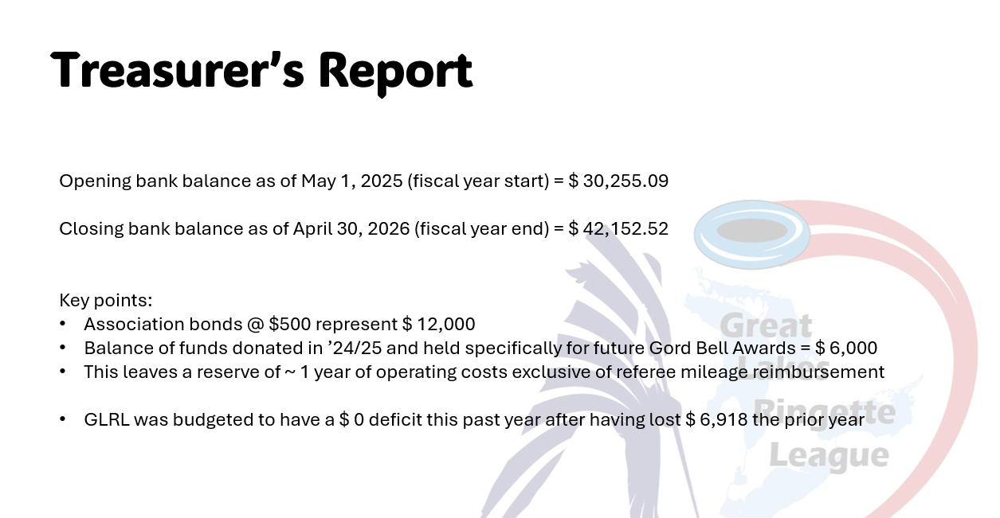 Treasurer’s Report
Opening bank balance as of May 1, 2025 (fiscal year start) = $ 30,255.09
Closing bank balance as of April 30, 2026 (fiscal year end) = $ 42,152.52
Key points:
• Association bonds @ $500 represent $ 12,000
• Balance of funds donated in ’24/25 and held specifically for future Gord Bell Awards = $ 6,000
• This leaves a reserve of ~ 1 year of operating costs exclusive of referee mileage reimbursement
• GLRL was budgeted to have a $ 0 deficit this past year after having lost $ 6,918 the prior year
Great
Lakes
Ringette
League